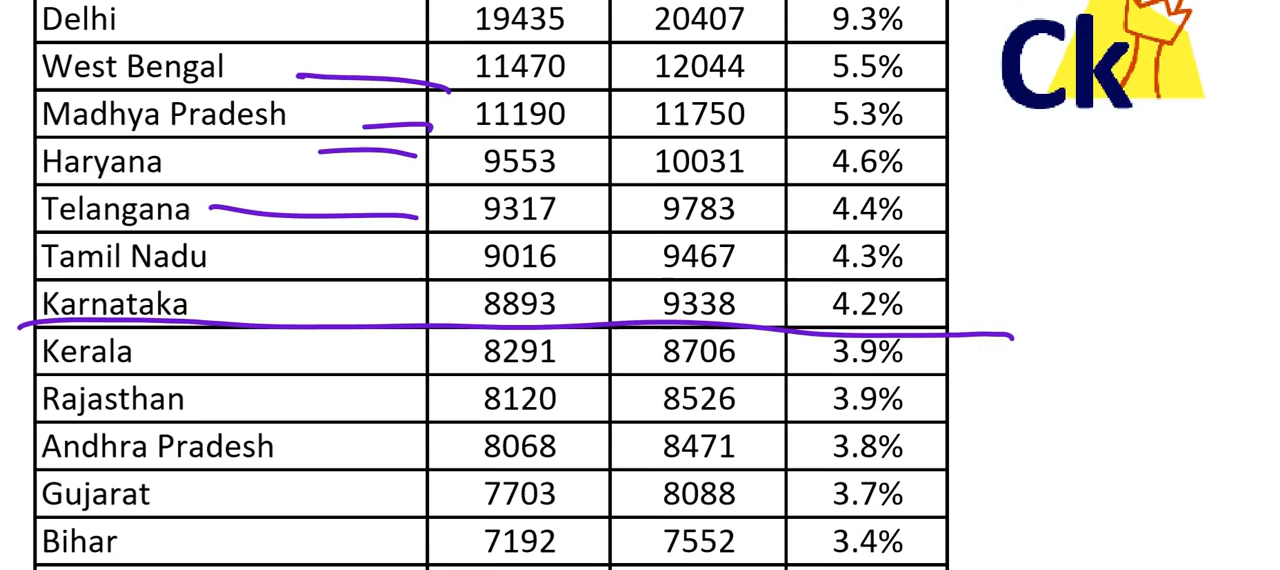 Delhi 19435 20407 9.3%
West Bengal 11470 12044 5.5%
Madhya Pradesh 11190 11750 5.3%
Haryana 9553 10031 4.6%
Telangana 9317 9783 4.4%
Tamil Nadu 9016 9467 4.3%
Karnataka 8893 9338 4.2%
Kerala 8291 8706 3.9%
Rajasthan 8120 8526 3.9%
Andhra Pradesh 8068 8471 3.8%
Gujarat 7703 8088 3.7%
Bihar 7192 7552 3.4%
Ck